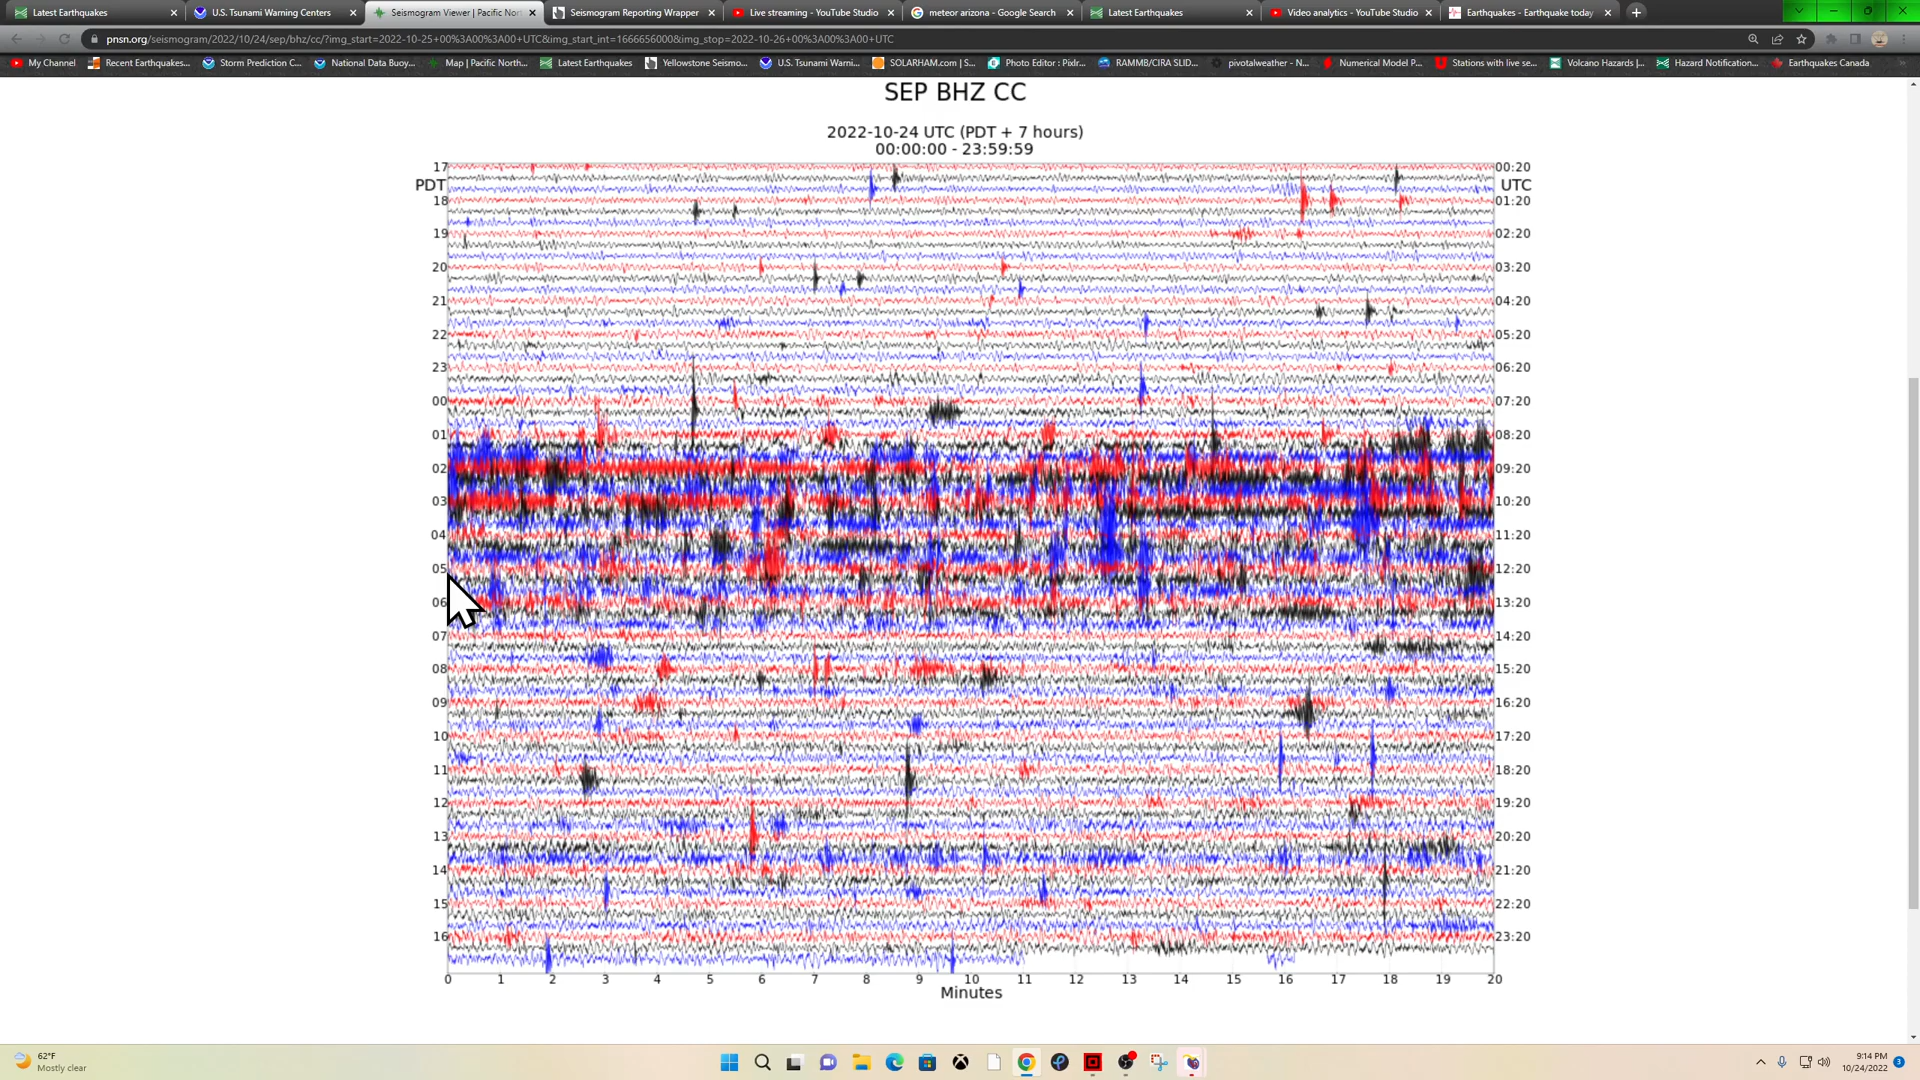 Latest Earthquakes
U.S. Tsunami Warning Centers
Seismogram Viewer | Pacific Nort
Seismogram Reporting Wrapper
Live streaming - YouTube Studio
meteor arizona - Google Search
Latest Earthquakes
Video analytics - YouTube Studio
Earthquakes - Earthquake today
pnsn.org/seismogram/2022/10/24/sep/bhz/cc/?img_start=2022-10-25+00%3A00%3A00+UTC&img_start_int=1666656000&img_stop=2022-10-26+00%3A00%3A00+UTC
My Channel
Recent Earthquakes...
Storm Prediction C...
National Data Buoy...
Map | Pacific North...
Latest Earthquakes
Yellowstone Seismo...
U.S. Tsunami Warni...
SOLARHAM.com | S...
Photo Editor : Pixlr...
RAMMB/CIRA SLID...
pivotalweather - N...
Numerical Model P...
Stations with live se...
Volcano Hazards |...
Hazard Notification...
Earthquakes Canada
SEP BHZ CC
2022-10-24 UTC (PDT + 7 hours)
00:00:00 - 23:59:59
17 00:20
PDT UTC
18 01:20
19 02:20
20 03:20
21 04:20
22 05:20
23 06:20
00 07:20
01 08:20
02 09:20
03 10:20
04 11:20
05 12:20
06 13:20
07 14:20
08 15:20
09 16:20
10 17:20
11 18:20
12 19:20
13 20:20
14 21:20
15 22:20
16 23:20
0 1 2 3 4 5 6 7 8 9 10 11 12 13 14 15 16 17 18 19 20
Minutes
62°F
Mostly clear
9:14 PM
10/24/2022
3